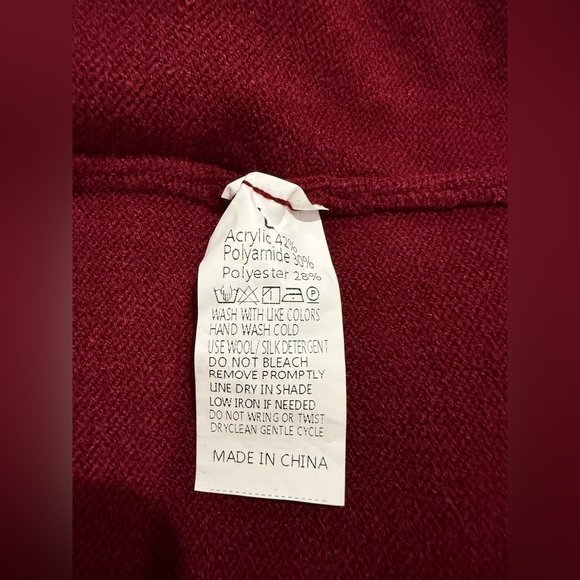 L
Acrylic 42%
Polyamide 30%
Polyester 28%
P
WASH WITH LIKE COLORS
HAND WASH COLD
USE WOOL/SILK DETERGENT
DO NOT BLEACH
REMOVE PROMPTLY
LINE DRY IN SHADE
LOW IRON IF NEEDED
DO NOT WRING OR TWIST
DRYCLEAN GENTLE CYCLE
MADE IN CHINA